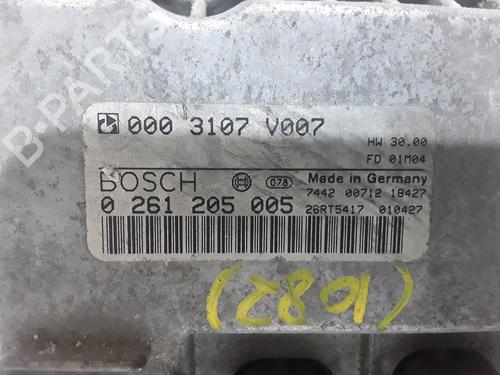 B-PARTS
000 3107 V007
HW 30.00
FD 01M04
BOSCH
078
Made in Germany
7442 00712 18427
0 261 205 005
26RT5417 010427
(1082)